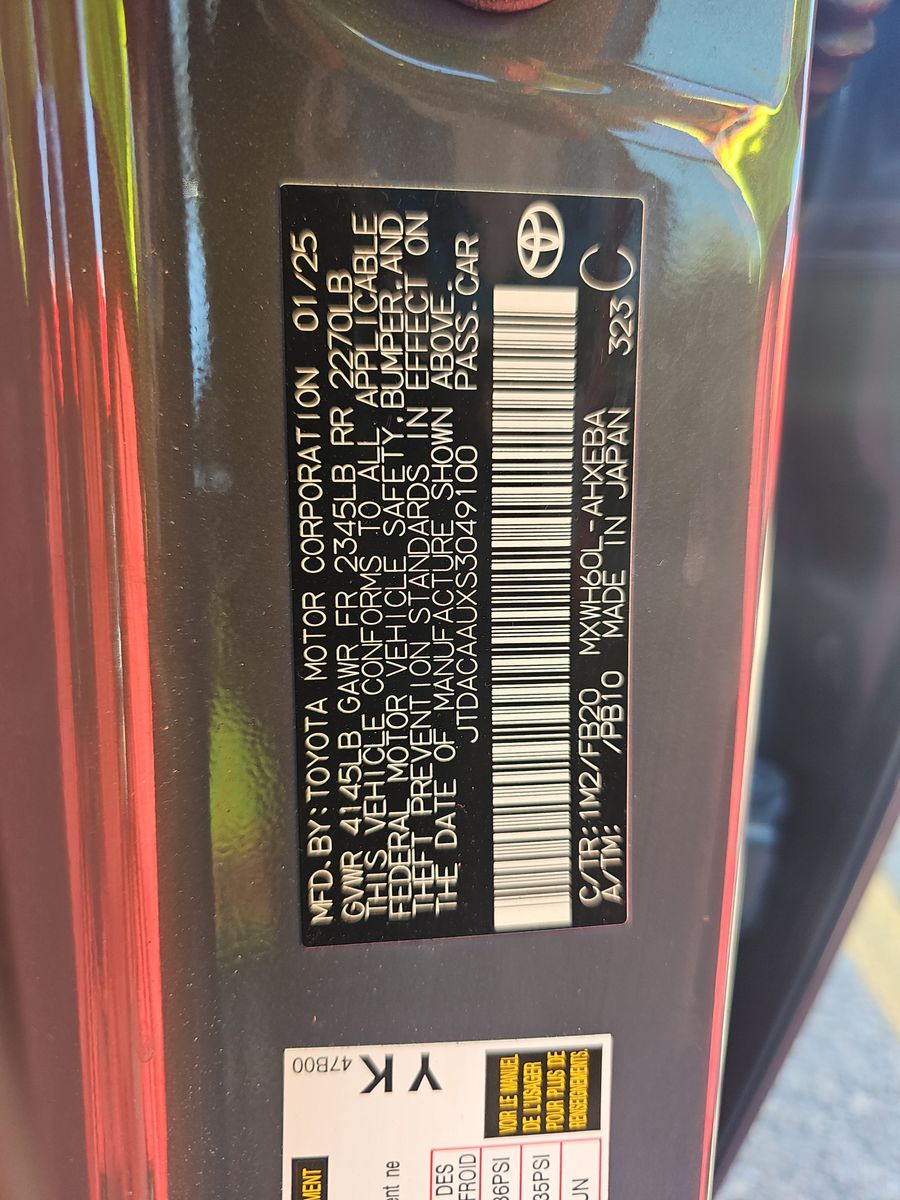 MFD.BY:TOYOTA MOTOR CORPORATION 01/25
GVWR 4145LB GAWR FR 2345LB RR 2270LB
THIS VEHICLE CONFORMS TO ALL APPLICABLE
FEDERAL MOTOR VEHICLE SAFETY,BUMPER,AND
THEFT PREVENTION STANDARDS IN EFFECT ON
THE DATE OF MANUFACTURE SHOWN ABOVE.
JTDACAAUXS3049100 PASS.CAR
C/TR:1M2/FB20 MXWH60L-AHXEBA
A/TM: /PB10 MADE IN JAPAN 323 C
47B00
YK
VOIR LE MANUEL
DE L'USAGER
POUR PLUS DE
RENSEIGNEMENTS
DES
FROID
36PSI
35PSI